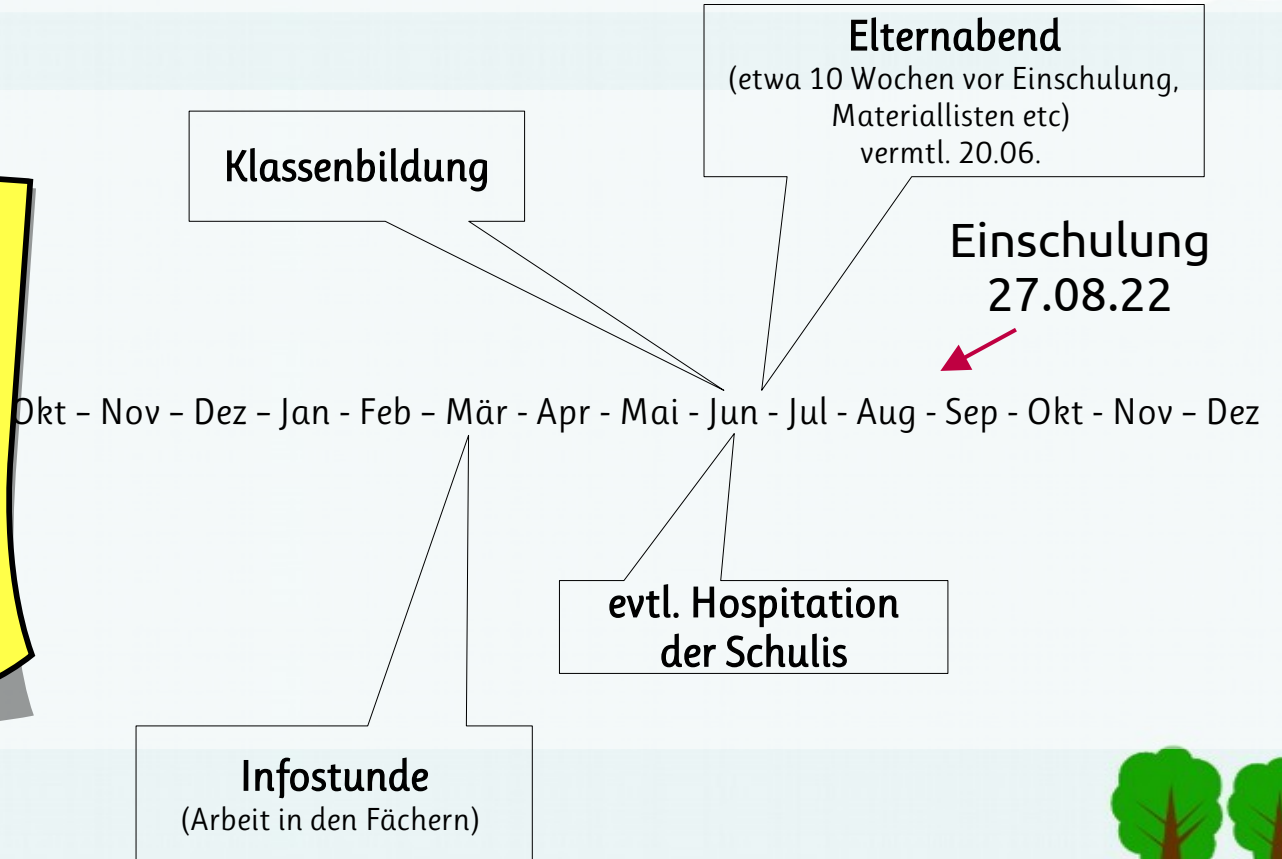 Elternabend
(etwa 10 Wochen vor Einschulung,
Materiallisten etc)
vermtl. 20.06.
Klassenbildung
Einschulung
27.08.22
Okt – Nov – Dez – Jan - Feb – Mär - Apr - Mai - Jun - Jul - Aug - Sep - Okt - Nov – Dez
evtl. Hospitation
der Schulis
Infostunde
(Arbeit in den Fächern)